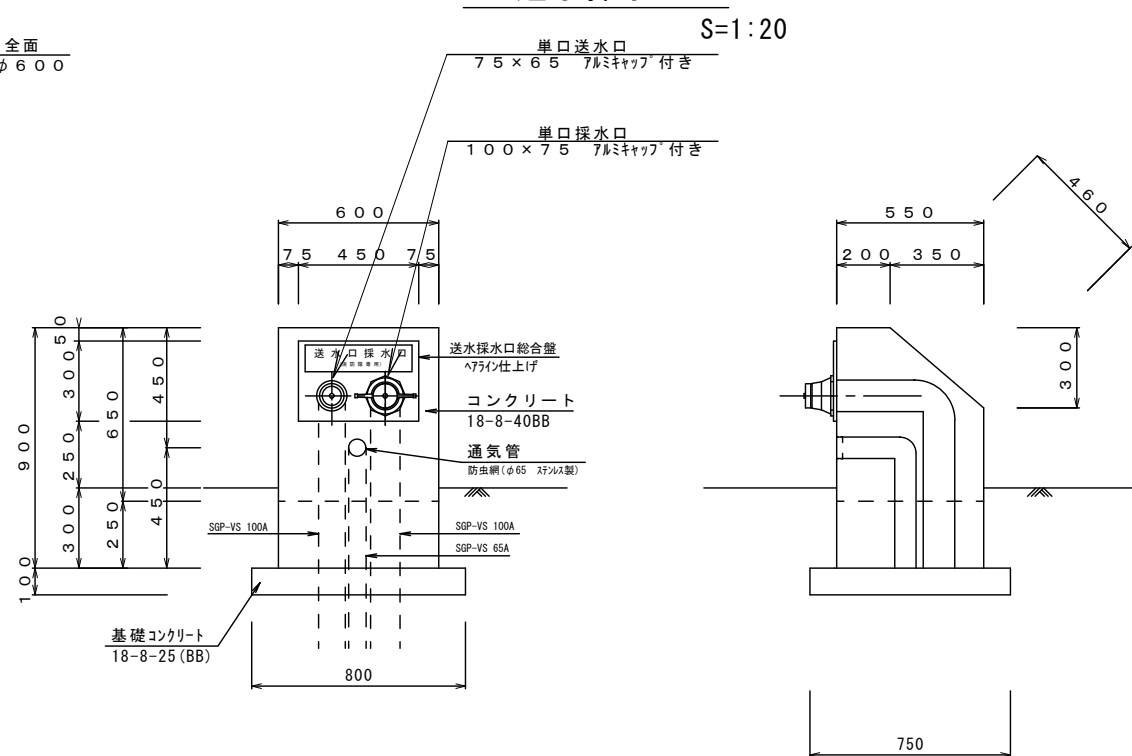 S=1:20
全面
φ600
単口送水口
75×65 アルミキャップ付き
単口採水口
100×75 アルミキャップ付き
600
75 450 75
550
200 350
460
300
50
300
250
300
900
100
650
250
450
450
送水口採水口
送水採水口総合盤
ヘアライン仕上げ
コンクリート
18-8-40BB
通気管
防虫網(φ65 ステンレス製)
SGP-VS 100A
SGP-VS 100A
SGP-VS 65A
基礎コンクリート
18-8-25(BB)
800
750